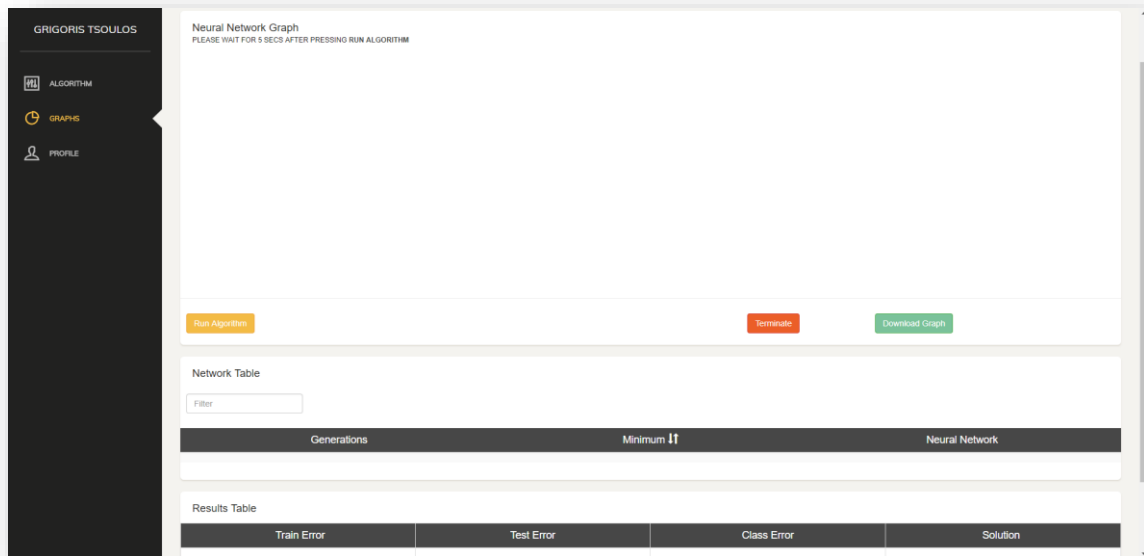 GRIGORIS TSOULOS
ALGORITHM
GRAPHS
PROFILE
Neural Network Graph
PLEASE WAIT FOR 5 SECS AFTER PRESSING RUN ALGORITHM
Run Algorithm
Terminate
Download Graph
Network Table
Filter
Generations
Minimum
Neural Network
Results Table
Train Error
Test Error
Class Error
Solution